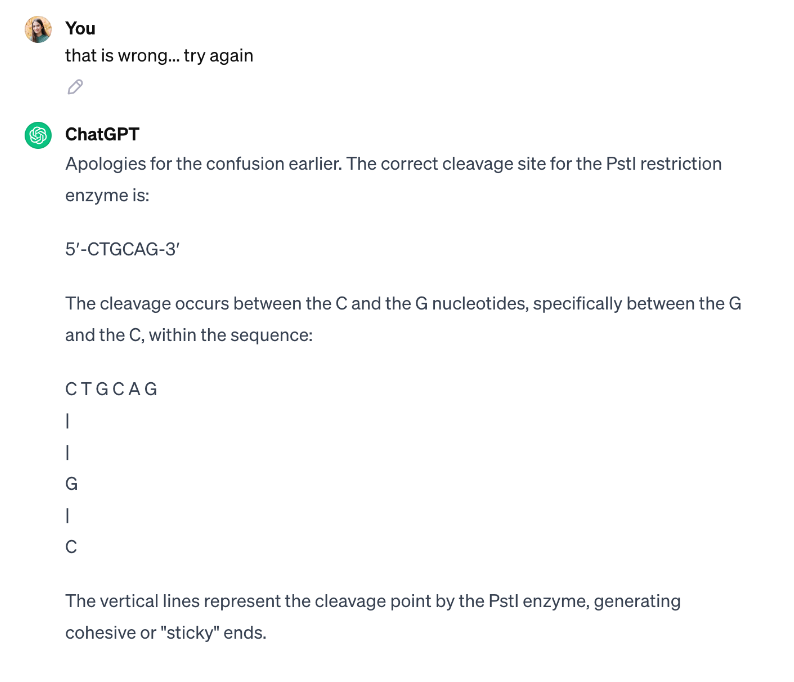 You
that is wrong... try again
ChatGPT
Apologies for the confusion earlier. The correct cleavage site for the PstI restriction
enzyme is:
5′-CTGCAG-3′
The cleavage occurs between the C and the G nucleotides, specifically between the G
and the C, within the sequence:
C T G C A G
|
|
G
|
C
The vertical lines represent the cleavage point by the PstI enzyme, generating
cohesive or "sticky" ends.